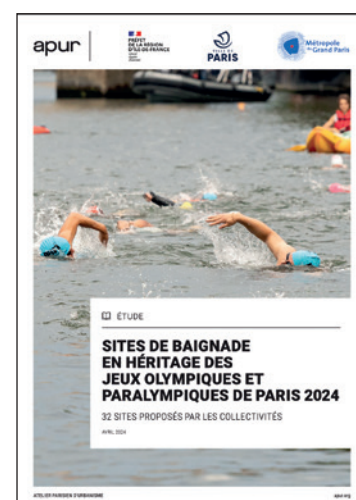 apur
PRÉFET
DE LA RÉGION
D'ÎLE-DE-FRANCE
VILLE DE
PARIS
Métropole
du Grand Paris
ÉTUDE
SITES DE BAIGNADE
EN HÉRITAGE DES
JEUX OLYMPIQUES ET
PARALYMPIQUES DE PARIS 2024
32 SITES PROPOSÉS PAR LES COLLECTIVITÉS
AVRIL 2024
ATELIER PARISIEN D'URBANISME
apur.org